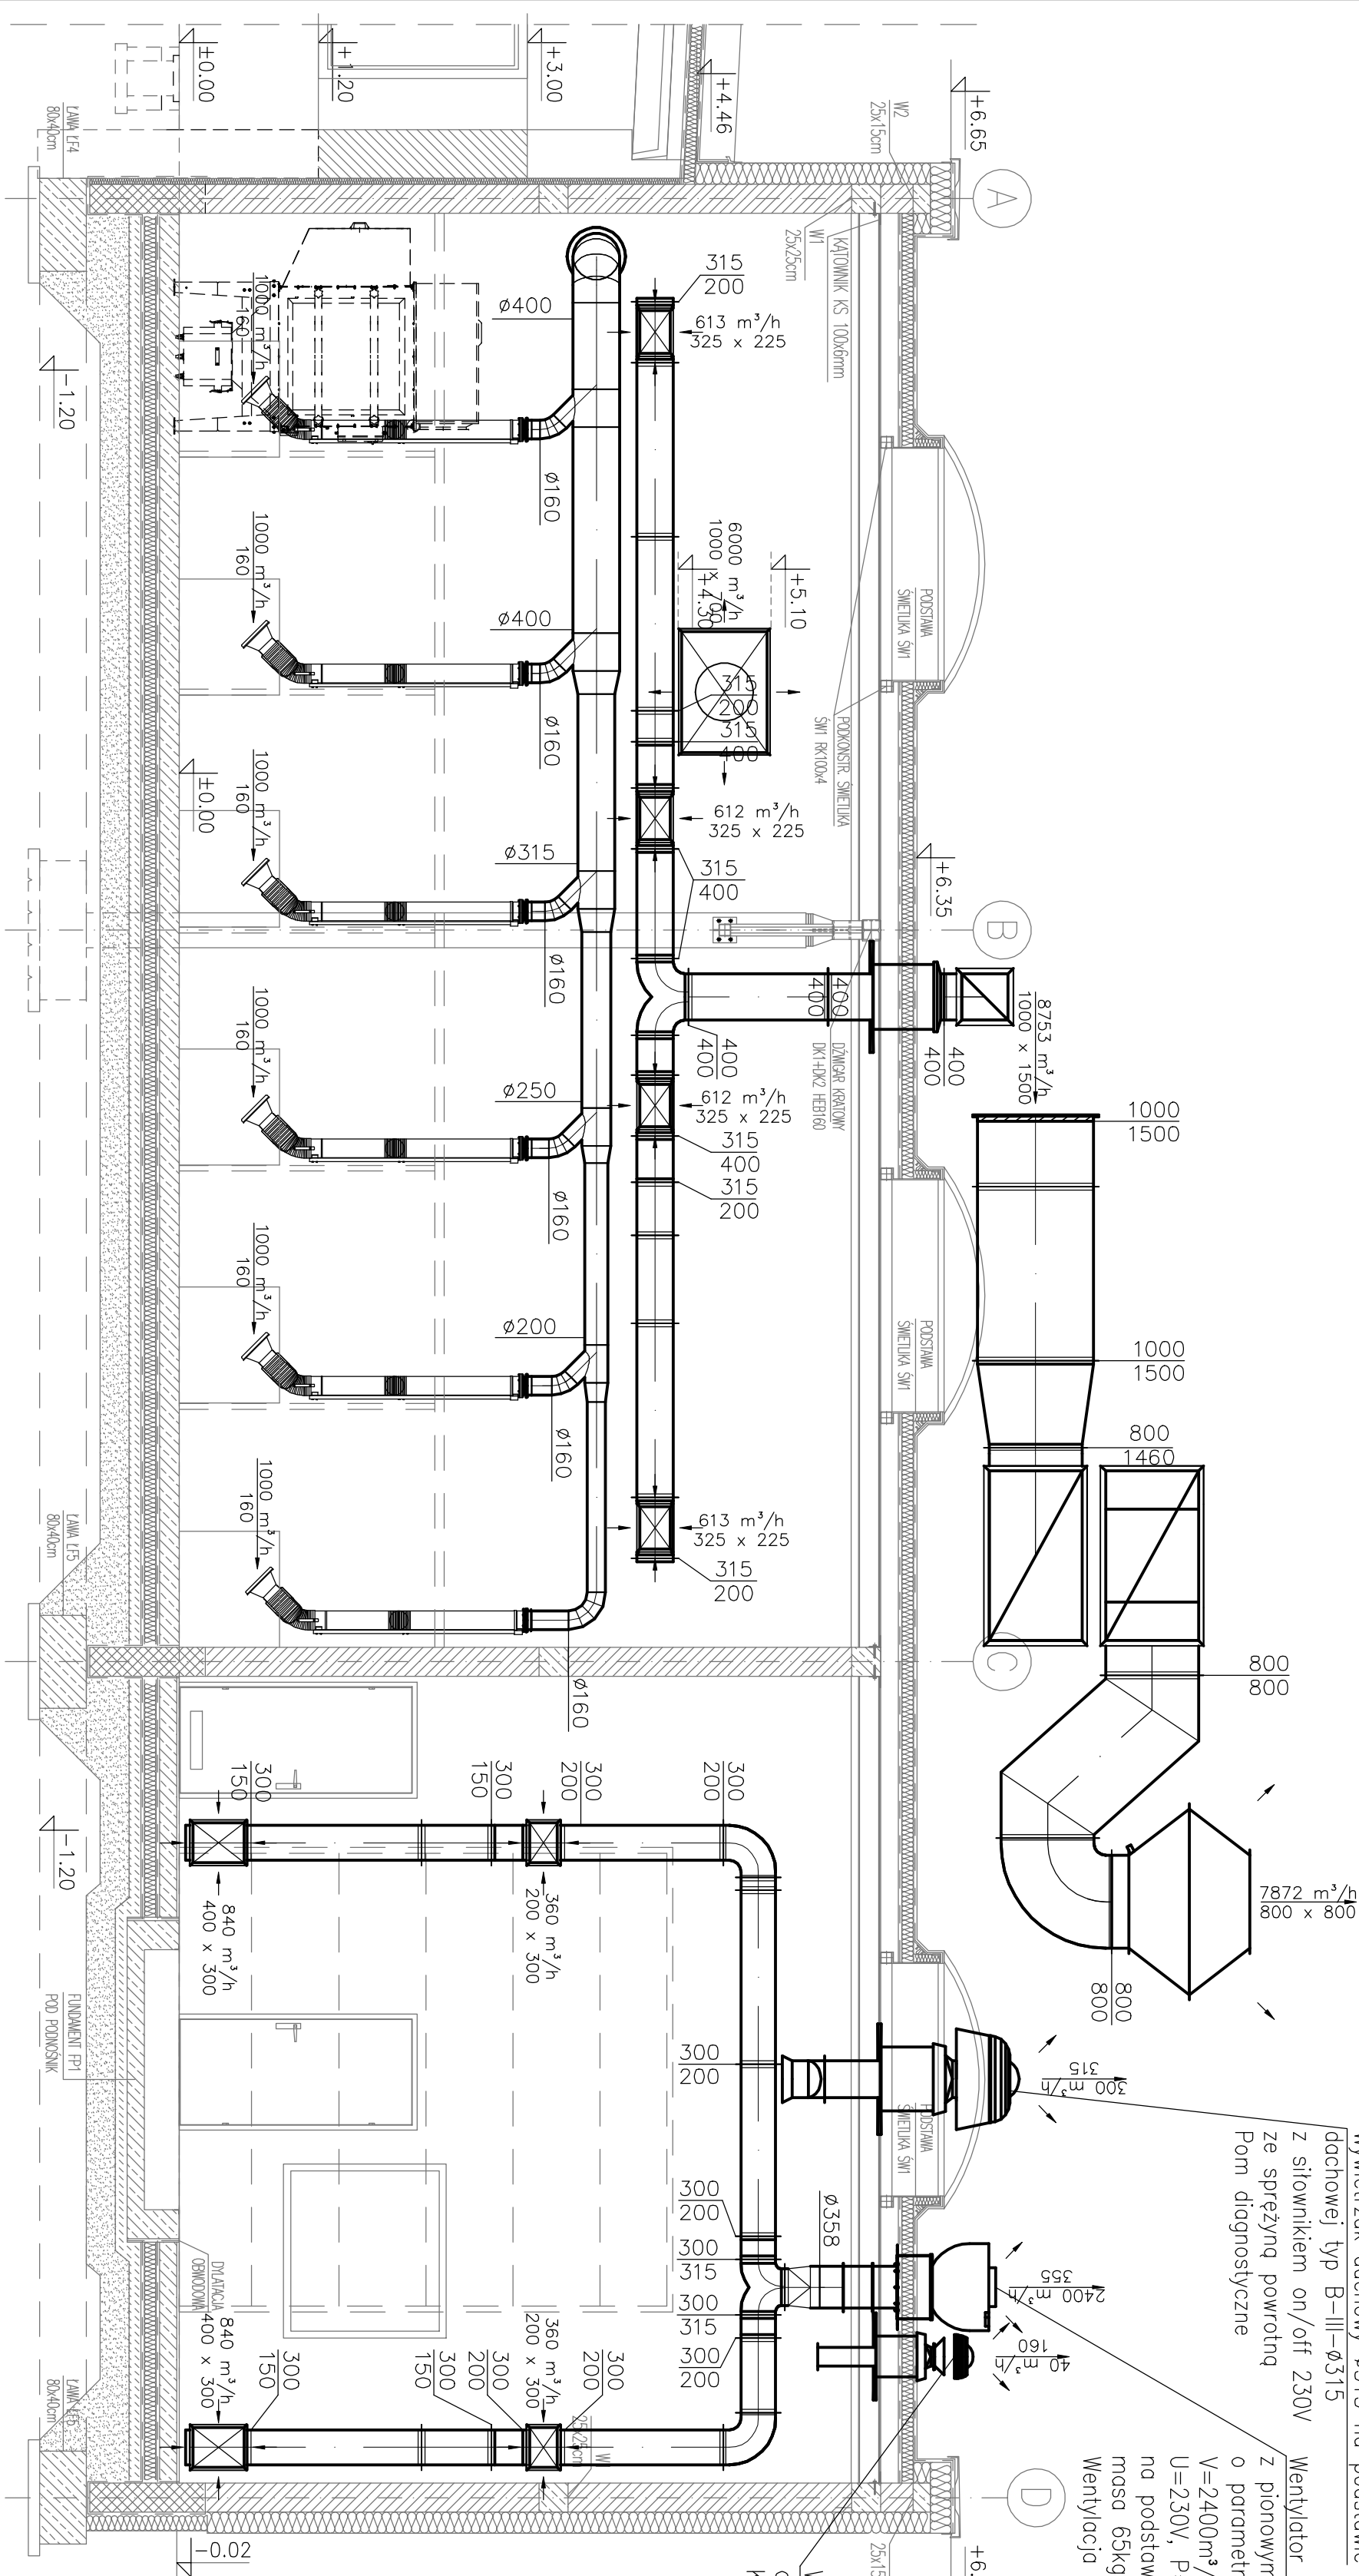 ±0.00
+1.20
+3.00
+4.46
+6.65
W2
25x15cm
ŁAWA ŁF4
80x40cm
A
W1
25x25cm
KĄTOWNIK KS 100x6mm
315
200
613 m³/h
325 x 225
ø400
1000 m³/h
160
-1.20
ø160
6000 m³/h
1000 x 700
+4.30
+5.10
PODSTAWA
ŚWIETLIKA ŚW1
1000 m³/h
160
ø400
ø160
315
200
315
400
PODKONSTR. ŚWIETLIKA
ŚW1 RK100x4
±0.00
1000 m³/h
160
612 m³/h
325 x 225
ø315
315
400
+6.35
B
ø160
400
400
400
400
8753 m³/h
1000 x 1500
1000 m³/h
160
400
400
DŹWIGAR KRATOWY
DK1+DK2 HEB160
ø250
612 m³/h
325 x 225
1000
1500
315
400
315
200
ø160
1000 m³/h
160
ø200
PODSTAWA
ŚWIETLIKA ŚW1
1000
1500
800
1460
ø160
1000 m³/h
160
ŁAWA ŁF5
80x40cm
613 m³/h
325 x 225
315
200
C
ø160
800
800
300
150
300
150
300
200
300
200
-1.20
840 m³/h
400 x 300
360 m³/h
200 x 300
7872 m³/h
800 x 800
800
800
FUNDAMENT FP1
POD PODNOŚNIK
300
200
300 m³/h
315
PODSTAWA
ŚWIETLIKA ŚW1
dachowej typ B-III-ø315
z siłownikiem on/off 230V
ze sprężyną powrotną
Pom diagnostyczne
300
200
ø358
300
315
300
315
300
200
2400 m³/h
355
40 m³/h
160
DYLATACJA
OBWODOWA
840 m³/h
400 x 300
360 m³/h
200 x 300
300
150
300
150
300
200
300
200
ŁAWA ŁF6
80x40cm
W1
25x25cm
Wentylator
z pionowym
o parametr
V=2400m³/
U=230V, P
na podstaw
masa 65kg
Wentylacja
D
-0.02
25x15
+6.